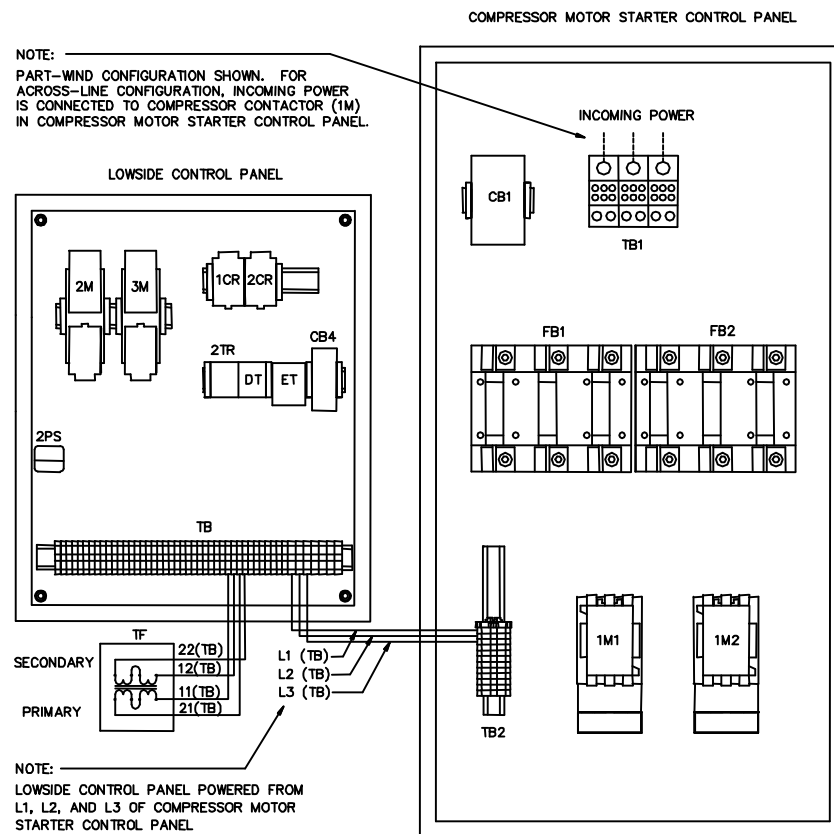 COMPRESSOR MOTOR STARTER CONTROL PANEL
NOTE:
PART-WIND CONFIGURATION SHOWN. FOR
ACROSS-LINE CONFIGURATION, INCOMING POWER
IS CONNECTED TO COMPRESSOR CONTACTOR (1M)
IN COMPRESSOR MOTOR STARTER CONTROL PANEL.
INCOMING POWER
CB1
TB1
LOWSIDE CONTROL PANEL
2M
3M
1CR
2CR
2TR
CB4
DT
ET
FB1
FB2
2PS
TB
TF
SECONDARY
22(TB)
12(TB)
11(TB)
PRIMARY
21(TB)
L1 (TB)
L2 (TB)
L3 (TB)
1M1
1M2
TB2
NOTE:
LOWSIDE CONTROL PANEL POWERED FROM
L1, L2, AND L3 OF COMPRESSOR MOTOR
STARTER CONTROL PANEL